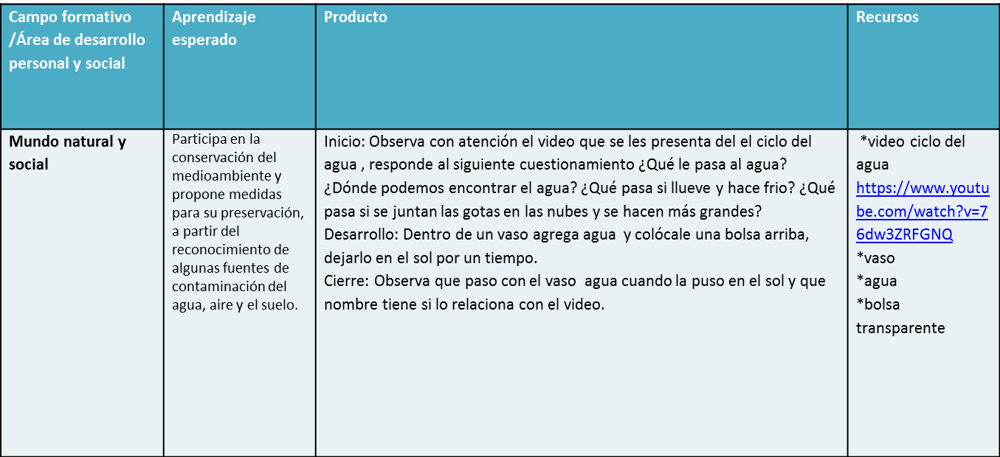 Campo formativo
/Área de desarrollo
personal y social
Aprendizaje
esperado
Producto
Recursos
Mundo natural y
social
Participa en la
conservación del
medioambiente y
propone medidas
para su preservación,
a partir del
reconocimiento de
algunas fuentes de
contaminación del
agua, aire y el suelo.
Inicio: Observa con atención el video que se les presenta del el ciclo del
agua , responde al siguiente cuestionamiento ¿Qué le pasa al agua?
¿Dónde podemos encontrar el agua? ¿Qué pasa si llueve y hace frio? ¿Qué
pasa si se juntan las gotas en las nubes y se hacen más grandes?
Desarrollo: Dentro de un vaso agrega agua y colócale una bolsa arriba,
dejarlo en el sol por un tiempo.
Cierre: Observa que paso con el vaso agua cuando la puso en el sol y que
nombre tiene si lo relaciona con el video.
*video ciclo del
agua
https://www.youtu
be.com/watch?v=7
6dw3ZRFGNQ
*vaso
*agua
*bolsa
transparente